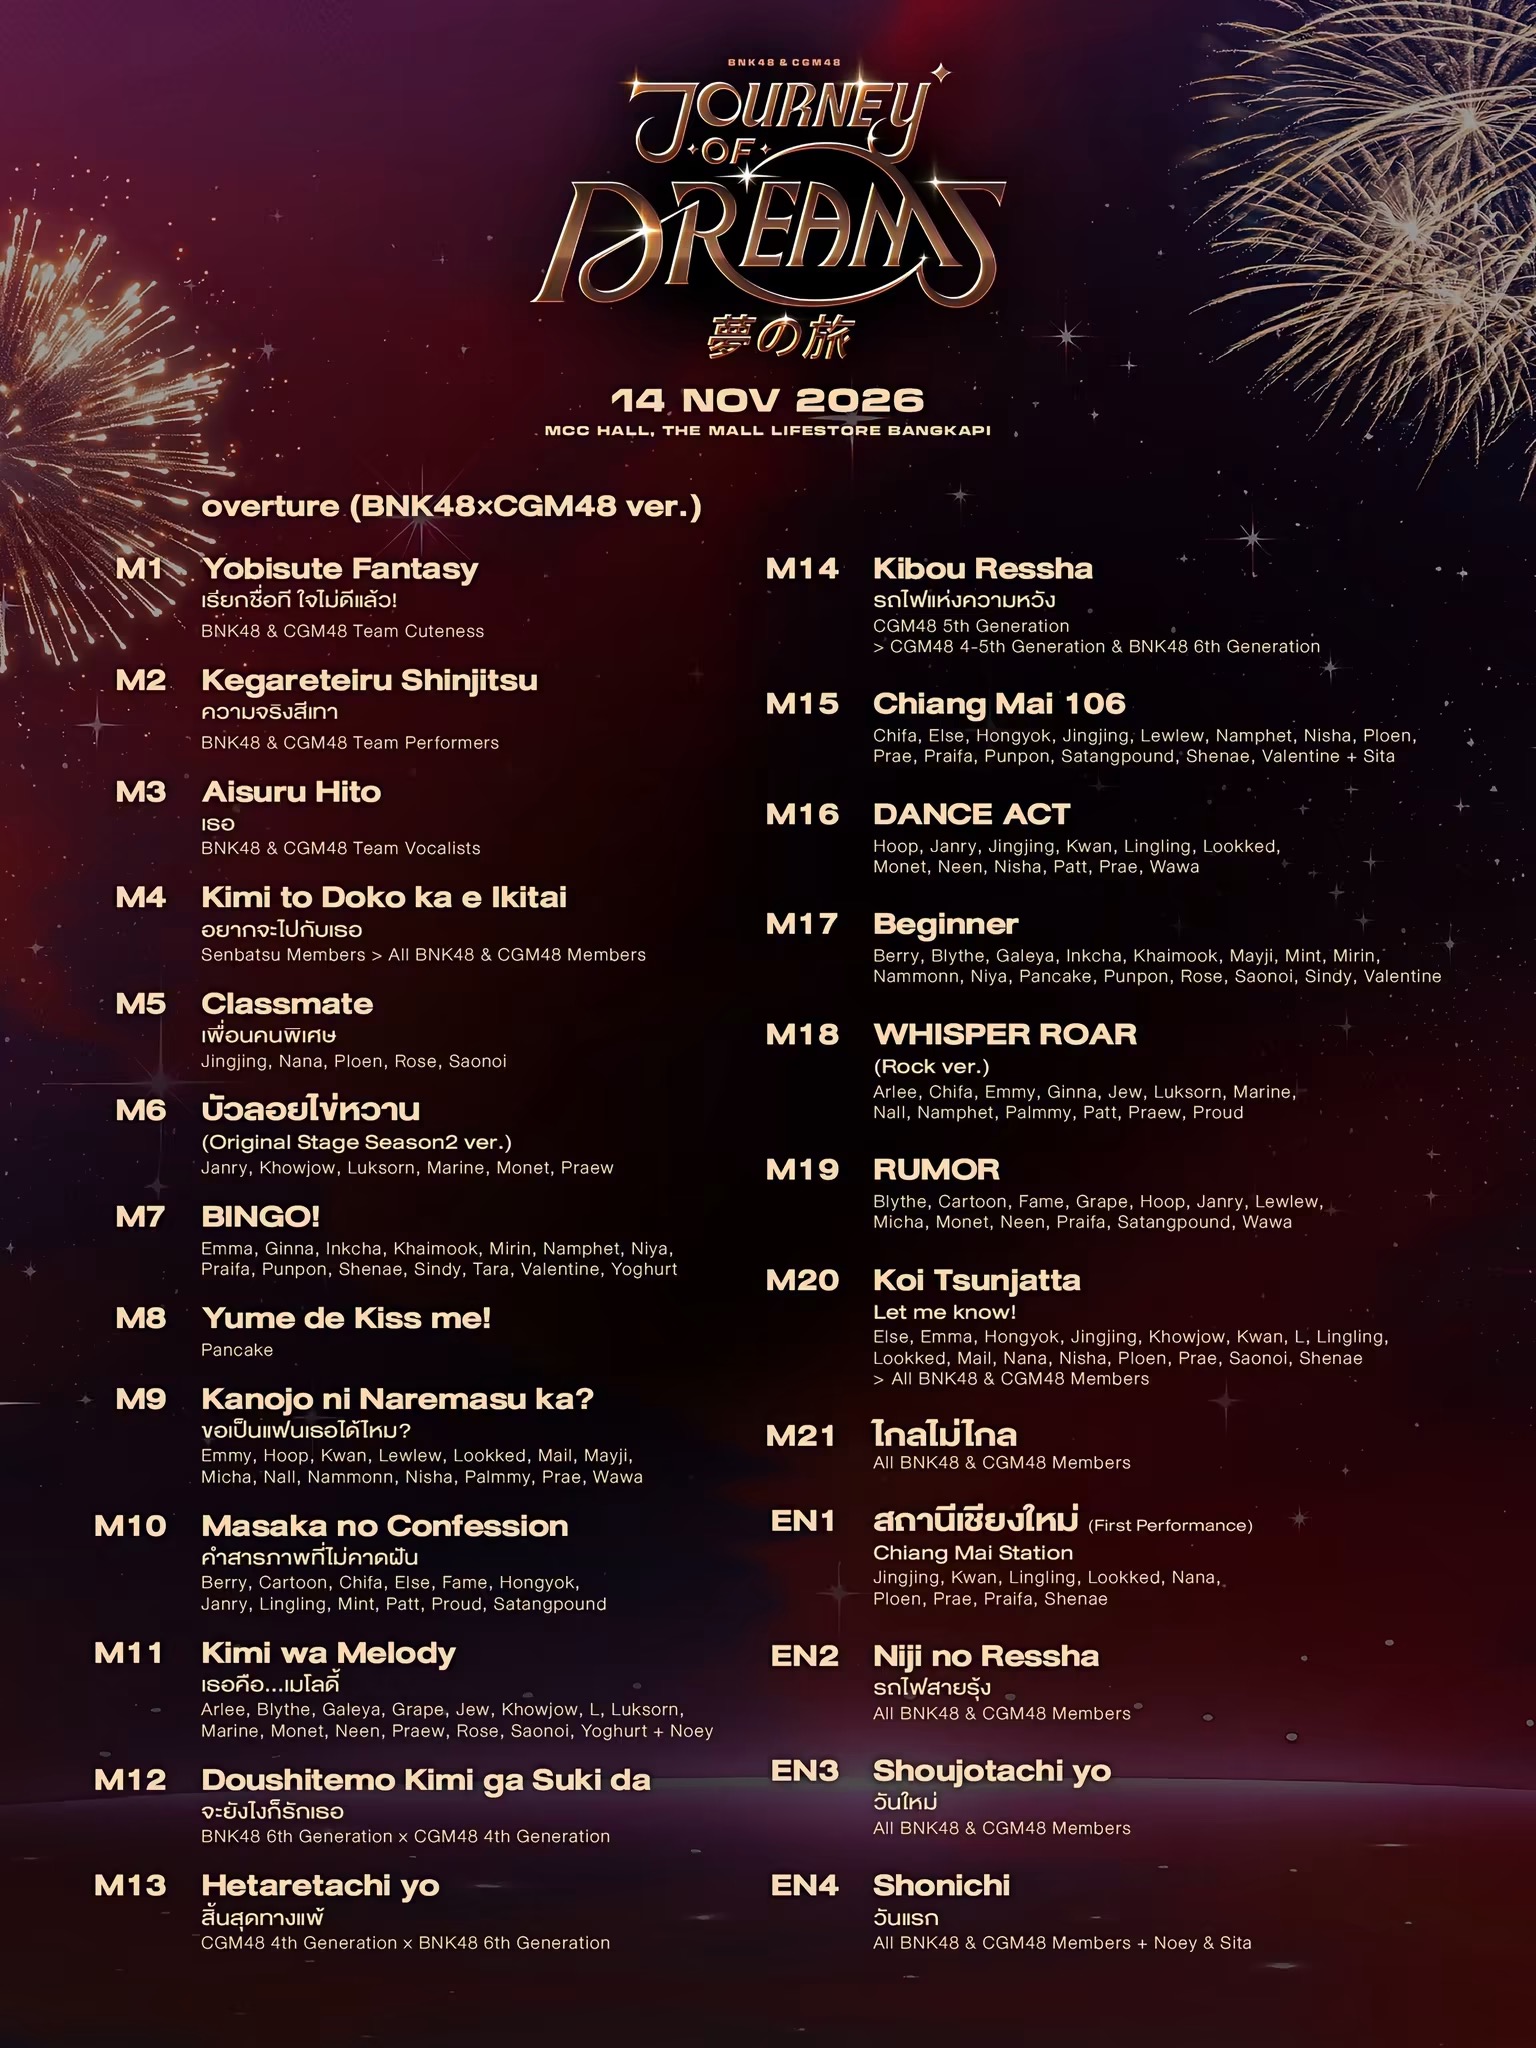 BNK48 & CGM48
JOURNEY
OF
DREAMS
夢の旅
14 NOV 2026
MCC HALL, THE MALL LIFESTORE BANGKAPI
overture (BNK48×CGM48 ver.)
M1 Yobisute Fantasy
เรียกชื่อที ใจไม่ดีแล้ว!
BNK48 & CGM48 Team Cuteness
M2 Kegareteiru Shinjitsu
ความจริงสีเทา
BNK48 & CGM48 Team Performers
M3 Aisuru Hito
เธอ
BNK48 & CGM48 Team Vocalists
M4 Kimi to Doko ka e Ikitai
อยากจะไปกับเธอ
Senbatsu Members > All BNK48 & CGM48 Members
M5 Classmate
เพื่อนคนพิเศษ
Jingjing, Nana, Ploen, Rose, Saonoi
M6 บัวลอยไข่หวาน
(Original Stage Season2 ver.)
Janry, Khowjow, Luksorn, Marine, Monet, Praew
M7 BINGO!
Emma, Ginna, Inkcha, Khaimook, Mirin, Namphet, Niya,
Praifa, Punpon, Shenae, Sindy, Tara, Valentine, Yoghurt
M8 Yume de Kiss me!
Pancake
M9 Kanojo ni Naremasu ka?
ขอเป็นแฟนเธอได้ไหม?
Emmy, Hoop, Kwan, Lewlew, Lookked, Mail, Mayji,
Micha, Nall, Nammonn, Nisha, Palmmy, Prae, Wawa
M10 Masaka no Confession
คำสารภาพที่ไม่คาดฝัน
Berry, Cartoon, Chifa, Else, Fame, Hongyok,
Janry, Lingling, Mint, Patt, Proud, Satangpound
M11 Kimi wa Melody
เธอคือ...เมโลดี้
Arlee, Blythe, Galeya, Grape, Jew, Khowjow, L, Luksorn,
Marine, Monet, Neen, Praew, Rose, Saonoi, Yoghurt + Noey
M12 Doushitemo Kimi ga Suki da
จะยังไงก็รักเธอ
BNK48 6th Generation x CGM48 4th Generation
M13 Hetaretachi yo
สิ้นสุดทางแพ้
CGM48 4th Generation x BNK48 6th Generation
M14 Kibou Ressha
รถไฟแห่งความหวัง
CGM48 5th Generation
> CGM48 4-5th Generation & BNK48 6th Generation
M15 Chiang Mai 106
Chifa, Else, Hongyok, Jingjing, Lewlew, Namphet, Nisha, Ploen,
Prae, Praifa, Punpon, Satangpound, Shenae, Valentine + Sita
M16 DANCE ACT
Hoop, Janry, Jingjing, Kwan, Lingling, Lookked,
Monet, Neen, Nisha, Patt, Prae, Wawa
M17 Beginner
Berry, Blythe, Galeya, Inkcha, Khaimook, Mayji, Mint, Mirin,
Nammonn, Niya, Pancake, Punpon, Rose, Saonoi, Sindy, Valentine
M18 WHISPER ROAR
(Rock ver.)
Arlee, Chifa, Emmy, Ginna, Jew, Luksorn, Marine,
Nall, Namphet, Palmmy, Patt, Praew, Proud
M19 RUMOR
Blythe, Cartoon, Fame, Grape, Hoop, Janry, Lewlew,
Micha, Monet, Neen, Praifa, Satangpound, Wawa
M20 Koi Tsunjatta
Let me know!
Else, Emma, Hongyok, Jingjing, Khowjow, Kwan, L, Lingling,
Lookked, Mail, Nana, Nisha, Ploen, Prae, Saonoi, Shenae
> All BNK48 & CGM48 Members
M21 ไกลไม่ไกล
All BNK48 & CGM48 Members
EN1 สถานีเชียงใหม่ (First Performance)
Chiang Mai Station
Jingjing, Kwan, Lingling, Lookked, Nana,
Ploen, Prae, Praifa, Shenae
EN2 Niji no Ressha
รถไฟสายรุ้ง
All BNK48 & CGM48 Members
EN3 Shoujotachi yo
วันใหม่
All BNK48 & CGM48 Members
EN4 Shonichi
วันแรก
All BNK48 & CGM48 Members + Noey & Sita